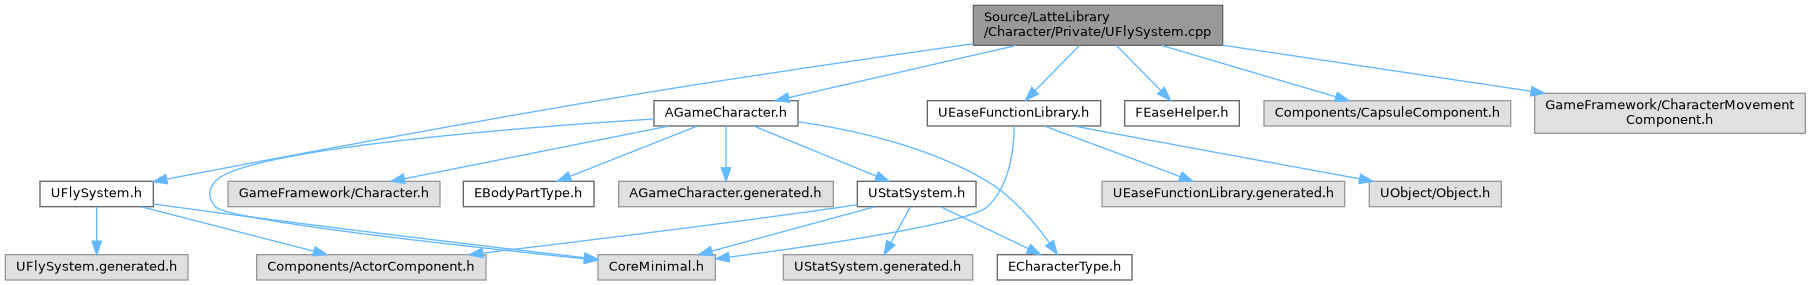 Source/LatteLibrary
/Character/Private/UFlySystem.cpp
AGameCharacter.h
UEaseFunctionLibrary.h
FEaseHelper.h
Components/CapsuleComponent.h
GameFramework/CharacterMovement
Component.h
UFlySystem.h
GameFramework/Character.h
EBodyPartType.h
AGameCharacter.generated.h
UStatSystem.h
UEaseFunctionLibrary.generated.h
UObject/Object.h
UFlySystem.generated.h
Components/ActorComponent.h
CoreMinimal.h
UStatSystem.generated.h
ECharacterType.h